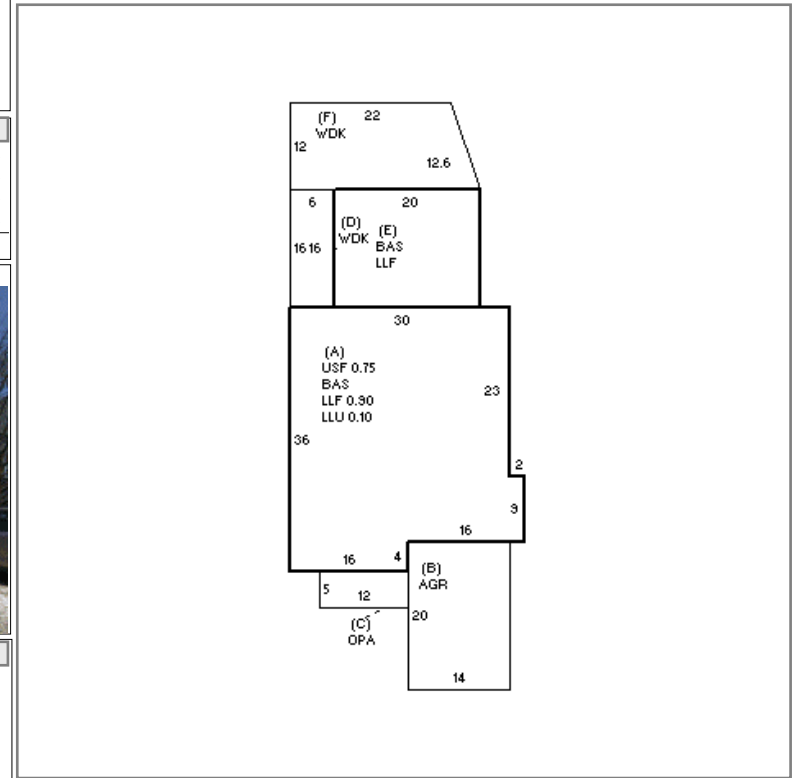 22
(F)
WDK
12
12.6
6
20
(D)
WDK
(E)
BAS
LLF
16 16
30
(A)
USF 0.75
BAS
LLF 0.90
LLU 0.10
23
36
2
9
16
16
4
(B)
AGR
5
12
20
(C)
OPA
14